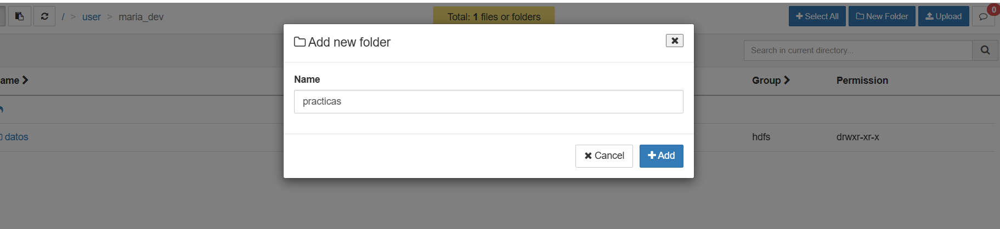 / > user > maria_dev
Total: 1 files or folders
Select All
New Folder
Upload
0
Add new folder
Search in current directory...
ame
Name
Group
Permission
practicas
datos
hdfs
drwxr-xr-x
Cancel
Add